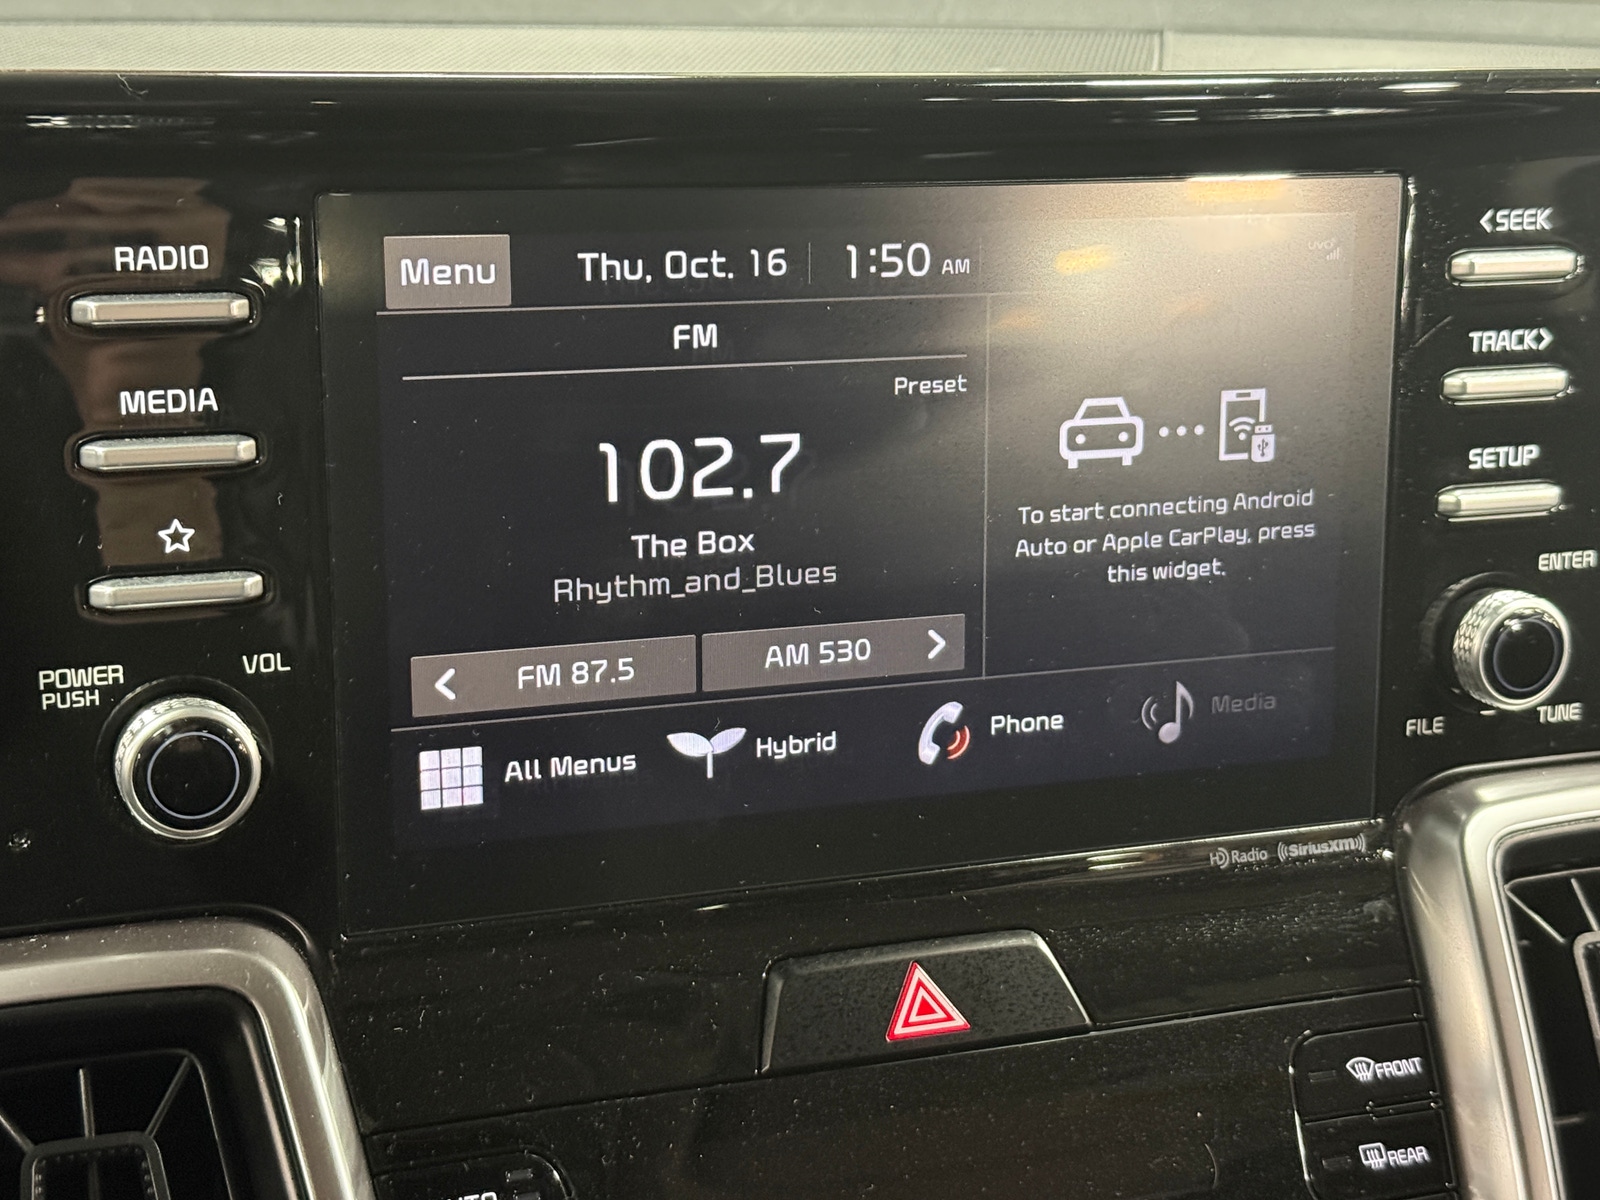 RADIO
MEDIA
POWER
PUSH
VOL
Menu
Thu, Oct. 16
1:50 AM
UVO
FM
Preset
102.7
The Box
Rhythm_and_Blues
< FM 87.5
AM 530 >
To start connecting Android
Auto or Apple CarPlay, press
this widget.
All Menus
Hybrid
Phone
Media
HD Radio
((SiriusXM))
<SEEK
TRACK>
SETUP
ENTER
FILE
TUNE
FRONT
REAR